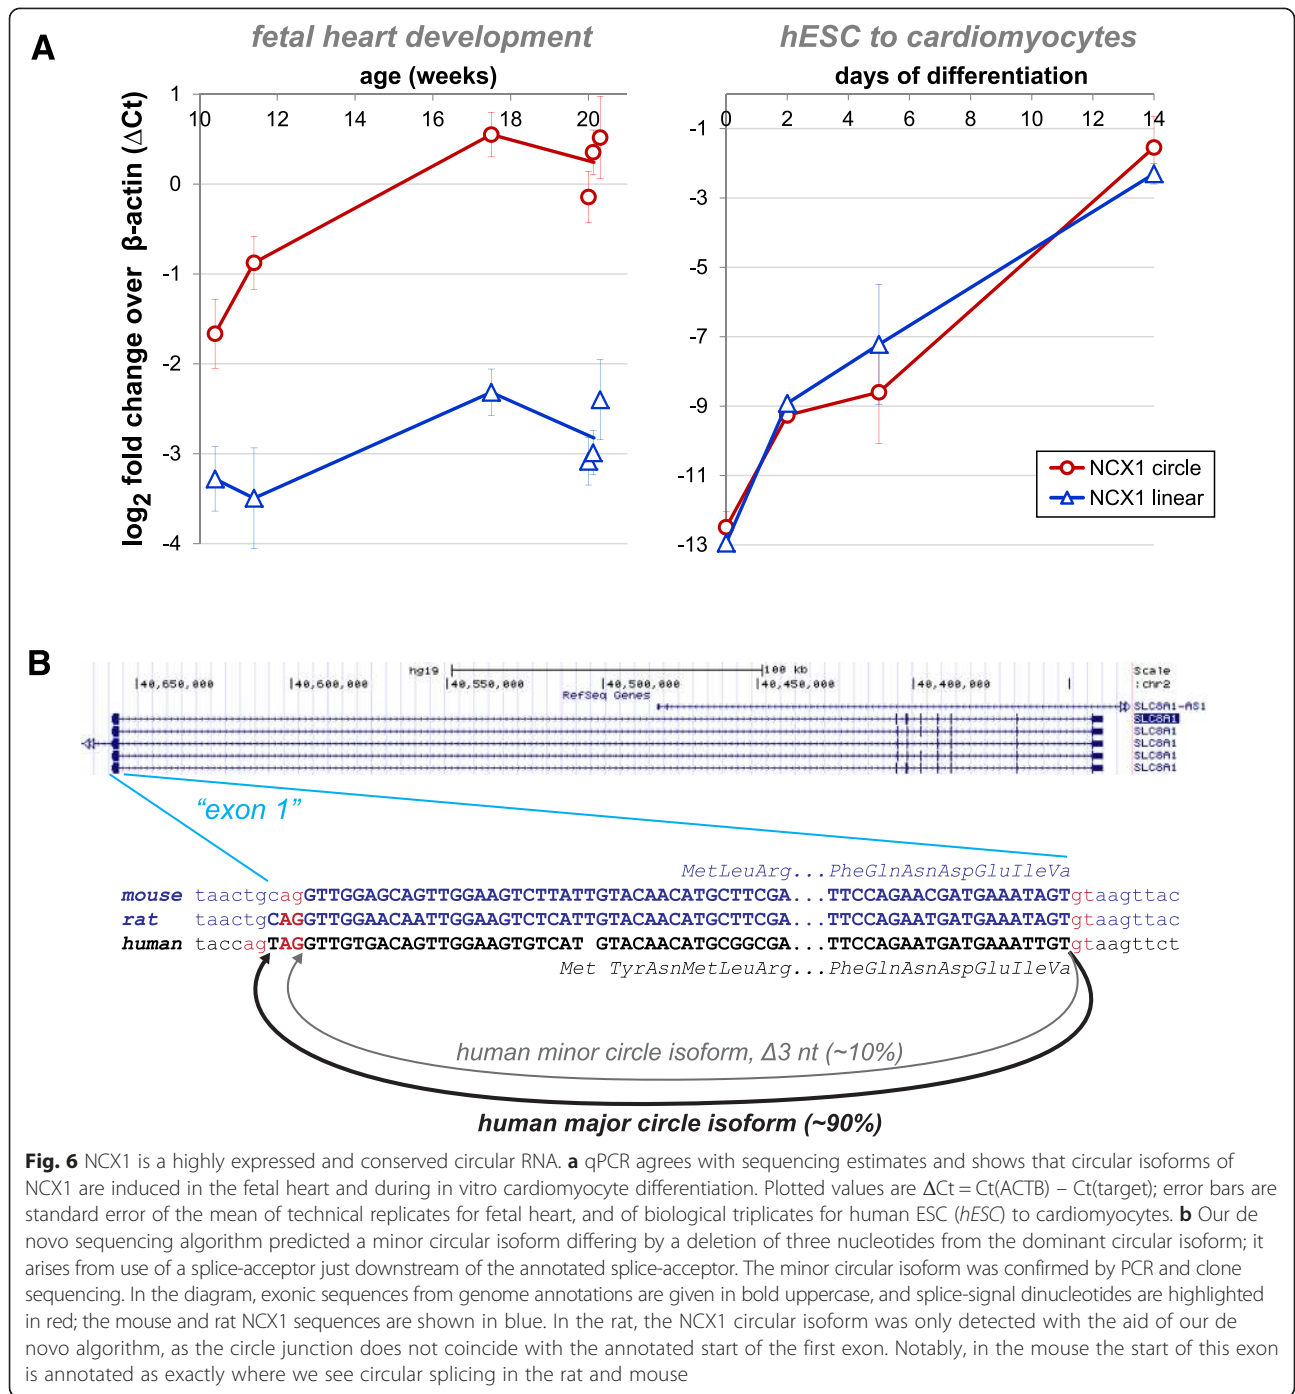 A
fetal heart development
hESC to cardiomyocytes
age (weeks)
days of differentiation
log2 fold change over β-actin (ΔCt)
1
0
-1
-2
-3
-4
10 12 14 16 18 20
0 2 4 6 8 10 12 14
-1
-3
-5
-7
-9
-11
-13
NCX1 circle
NCX1 linear
B
hg19 100 kb Scale
|40,650,000 |40,600,000 |40,550,000 |40,500,000 |40,450,000 |40,400,000 | :chr2
RefSeq Genes
SLC8A1-AS1
SLC8A1
SLC8A1
SLC8A1
SLC8A1
SLC8A1
“exon 1”
MetLeuArg...PheGlnAsnAspGluIleVa
mouse taactgcagGTTGGAGCAGTTGGAAGTCTTATTGTACAACATGCTTCGA...TTCCAGAACGATGAAATAGTgtaagttac
rat taactgCAGGTTGGAACAATTGGAAGTCTCATTGTACAACATGCTTCGA...TTCCAGAATGATGAAATAGTgtaagttac
human taccagTAGGTTGTGACAGTTGGAAGTGTCAT GTACAACATGCGGCGA...TTCCAGAATGATGAAATTGTgtaagttct
Met TyrAsnMetLeuArg...PheGlnAsnAspGluIleVa
human minor circle isoform, Δ3 nt (~10%)
human major circle isoform (~90%)
Fig. 6 NCX1 is a highly expressed and conserved circular RNA. a qPCR agrees with sequencing estimates and shows that circular isoforms of
NCX1 are induced in the fetal heart and during in vitro cardiomyocyte differentiation. Plotted values are ΔCt = Ct(ACTB) – Ct(target); error bars are
standard error of the mean of technical replicates for fetal heart, and of biological triplicates for human ESC (hESC) to cardiomyocytes. b Our de
novo sequencing algorithm predicted a minor circular isoform differing by a deletion of three nucleotides from the dominant circular isoform; it
arises from use of a splice-acceptor just downstream of the annotated splice-acceptor. The minor circular isoform was confirmed by PCR and clone
sequencing. In the diagram, exonic sequences from genome annotations are given in bold uppercase, and splice-signal dinucleotides are highlighted
in red; the mouse and rat NCX1 sequences are shown in blue. In the rat, the NCX1 circular isoform was only detected with the aid of our de
novo algorithm, as the circle junction does not coincide with the annotated start of the first exon. Notably, in the mouse the start of this exon
is annotated as exactly where we see circular splicing in the rat and mouse